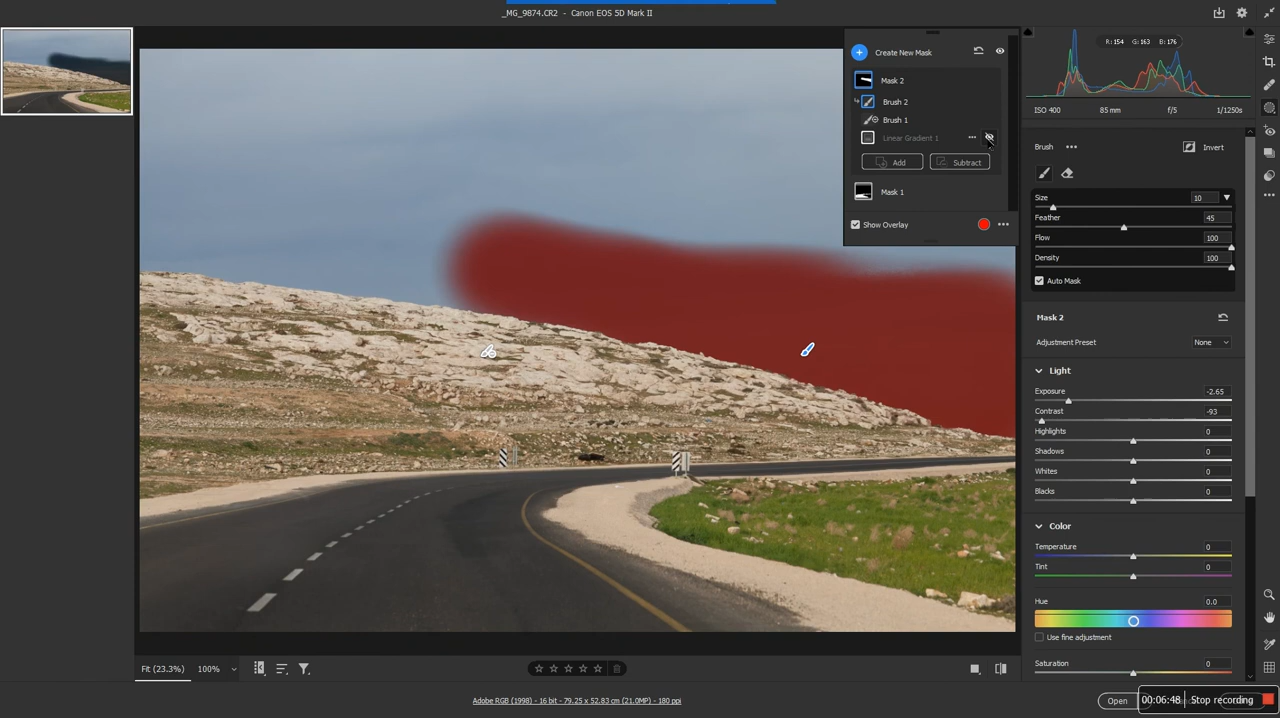 _MG_9874.CR2 - Canon EOS 5D Mark II
R: 154 G: 163 B: 176
ISO 400 85 mm f/5 1/1250s
Create New Mask
Mask 2
Brush 2
Brush 1
Linear Gradient 1
Add Subtract
Mask 1
Show Overlay
Brush Invert
Size 10
Feather 45
Flow 100
Density 100
Auto Mask
Mask 2
Adjustment Preset None
Light
Exposure -2.65
Contrast -93
Highlights 0
Shadows 0
Whites 0
Blacks 0
Color
Temperature 0
Tint 0
Hue 0.0
Use fine adjustment
Saturation 0
Fit (23.3%) 100%
Adobe RGB (1998) - 16 bit - 79.25 x 52.83 cm (21.0MP) - 180 ppi
Open
00:06:48 Stop recording